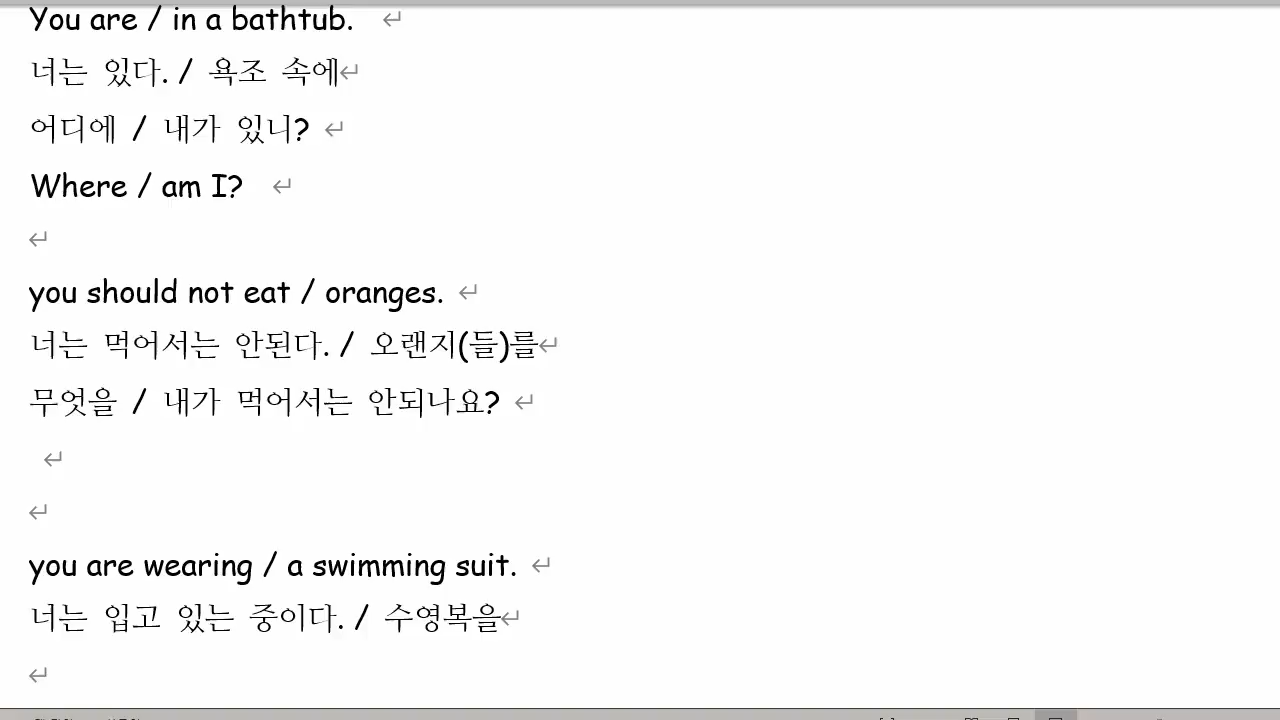 You are / in a bathtub.
너는 있다. / 욕조 속에
어디에 / 내가 있니?
Where / am I?
you should not eat / oranges.
너는 먹어서는 안된다. / 오랜지(들)를
무엇을 / 내가 먹어서는 안되나요?
you are wearing / a swimming suit.
너는 입고 있는 중이다. / 수영복을